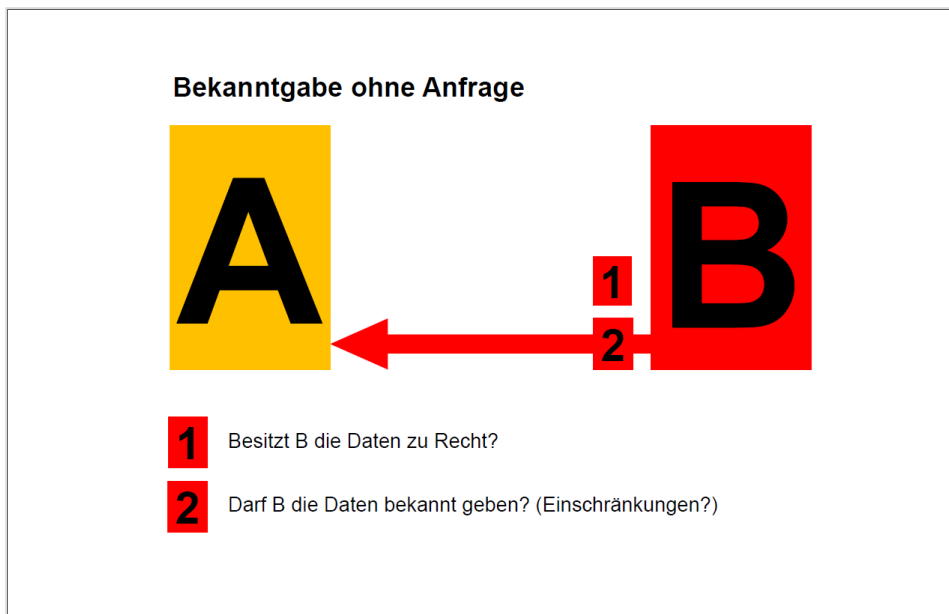 Bekanntgabe ohne Anfrage
A
B
1
2
1 Besitzt B die Daten zu Recht?
2 Darf B die Daten bekannt geben? (Einschränkungen?)